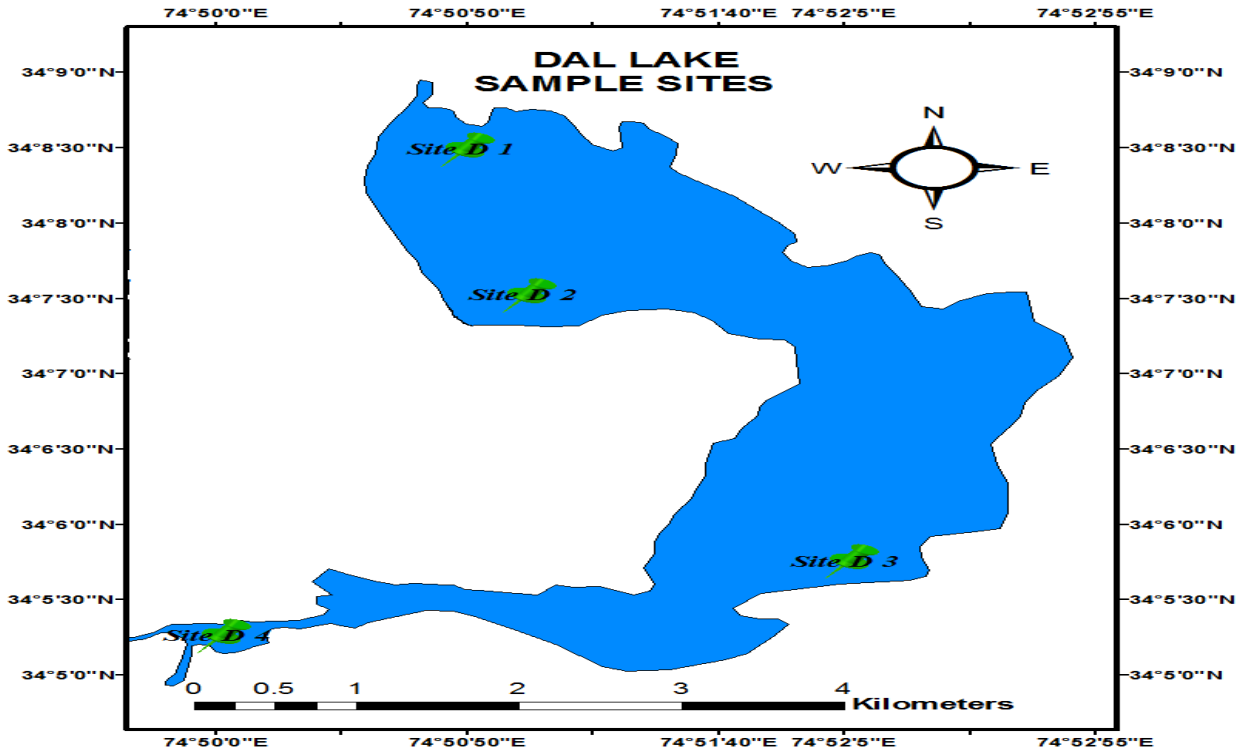 74°50'0"E 74°50'50"E 74°51'40"E 74°52'5"E 74°52'55"E
DAL LAKE
SAMPLE SITES
34°9'0"N 34°9'0"N
N
Site D 1
34°8'30"N 34°8'30"N
W E
S
34°8'0"N 34°8'0"N
Site D 2
34°7'30"N 34°7'30"N
34°7'0"N 34°7'0"N
34°6'30"N 34°6'30"N
34°6'0"N 34°6'0"N
Site D 3
34°5'30"N 34°5'30"N
Site D 4
34°5'0"N 34°5'0"N
0 0.5 1 2 3 4
Kilometers
74°50'0"E 74°50'50"E 74°51'40"E 74°52'5"E 74°52'55"E